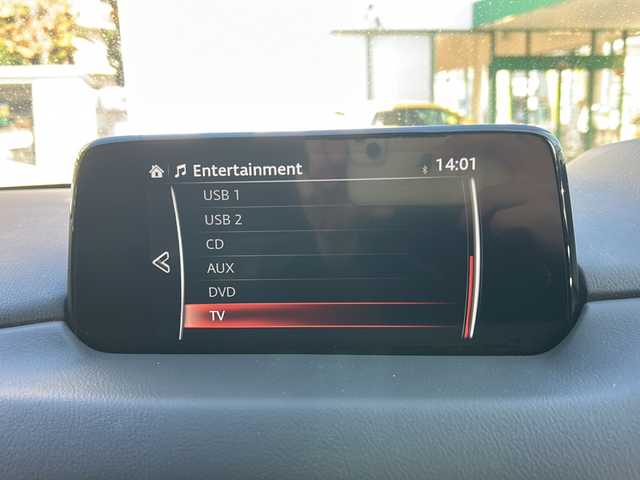 Entertainment 14:01
USB 1
USB 2
CD
AUX
DVD
TV